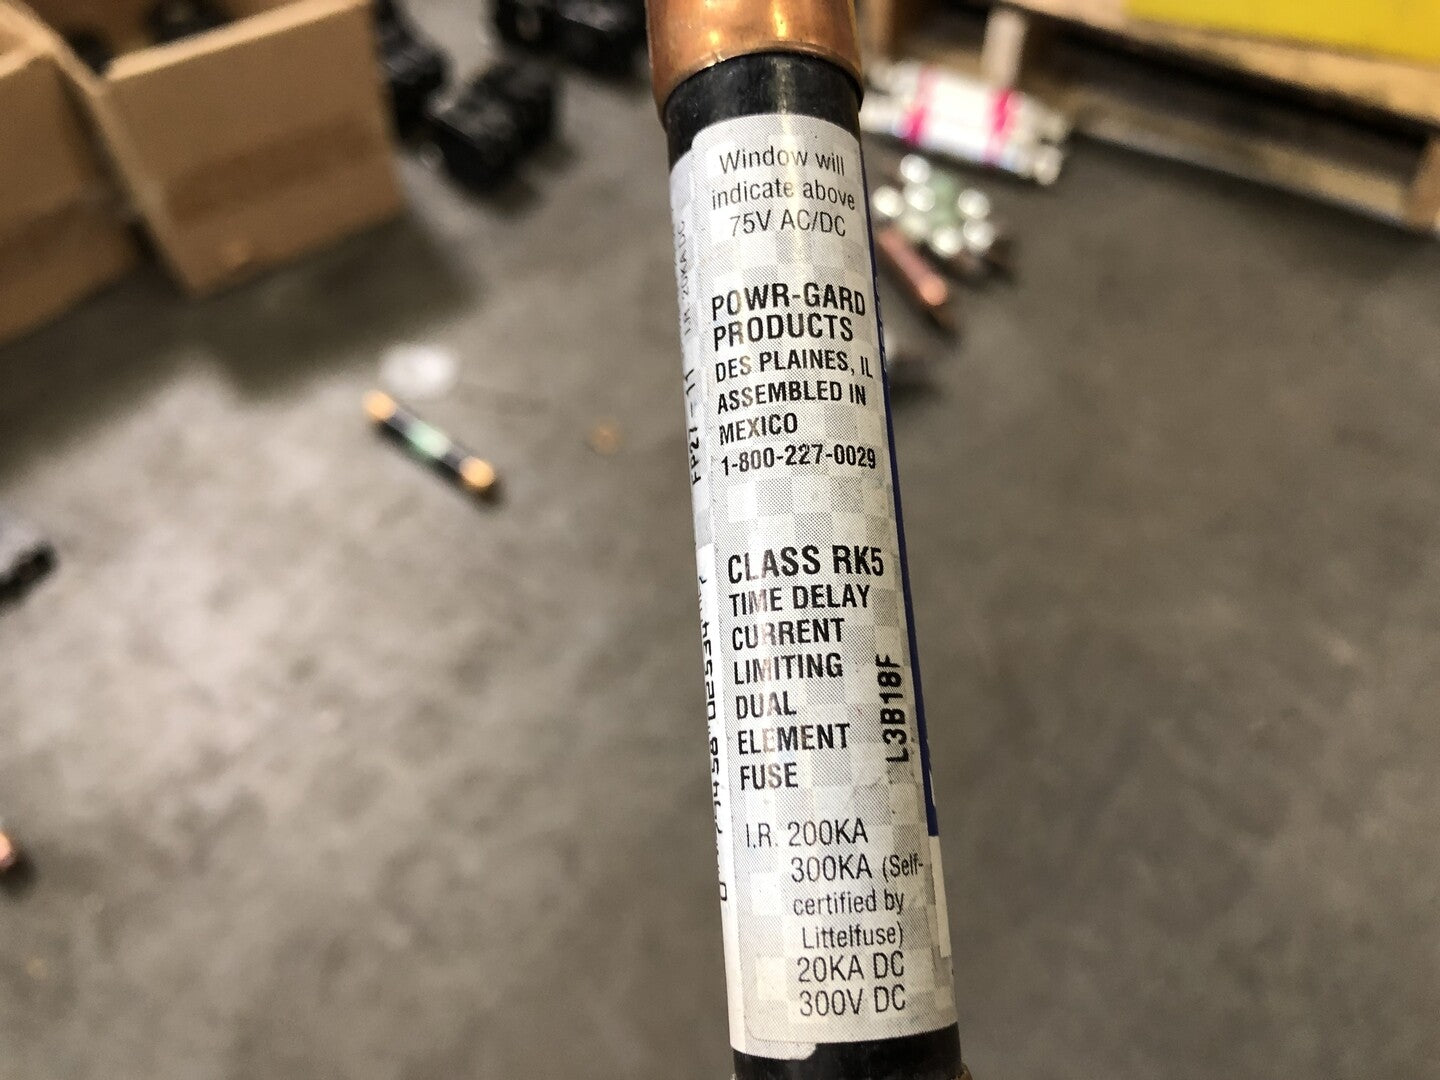 Window will
indicate above
75V AC/DC
POWR-GARD
PRODUCTS
DES PLAINES, IL
ASSEMBLED IN
MEXICO
1-800-227-0029
CLASS RK5
TIME DELAY
CURRENT
LIMITING
DUAL
ELEMENT
FUSE
L3B18F
I.R. 200KA
300KA (Self-
certified by
Littelfuse)
20KA DC
300V DC